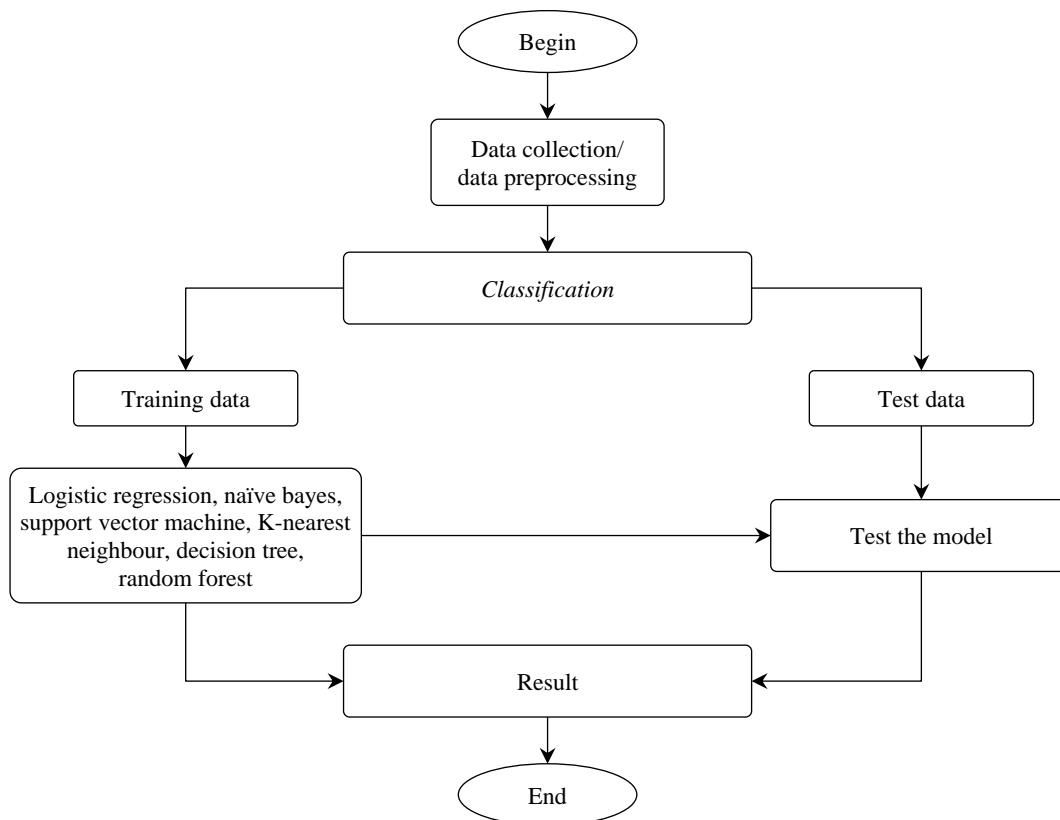 Begin
Data collection/
data preprocessing
Classification
Training data
Test data
Logistic regression, naïve bayes,
support vector machine, K-nearest
neighbour, decision tree,
random forest
Test the model
Result
End